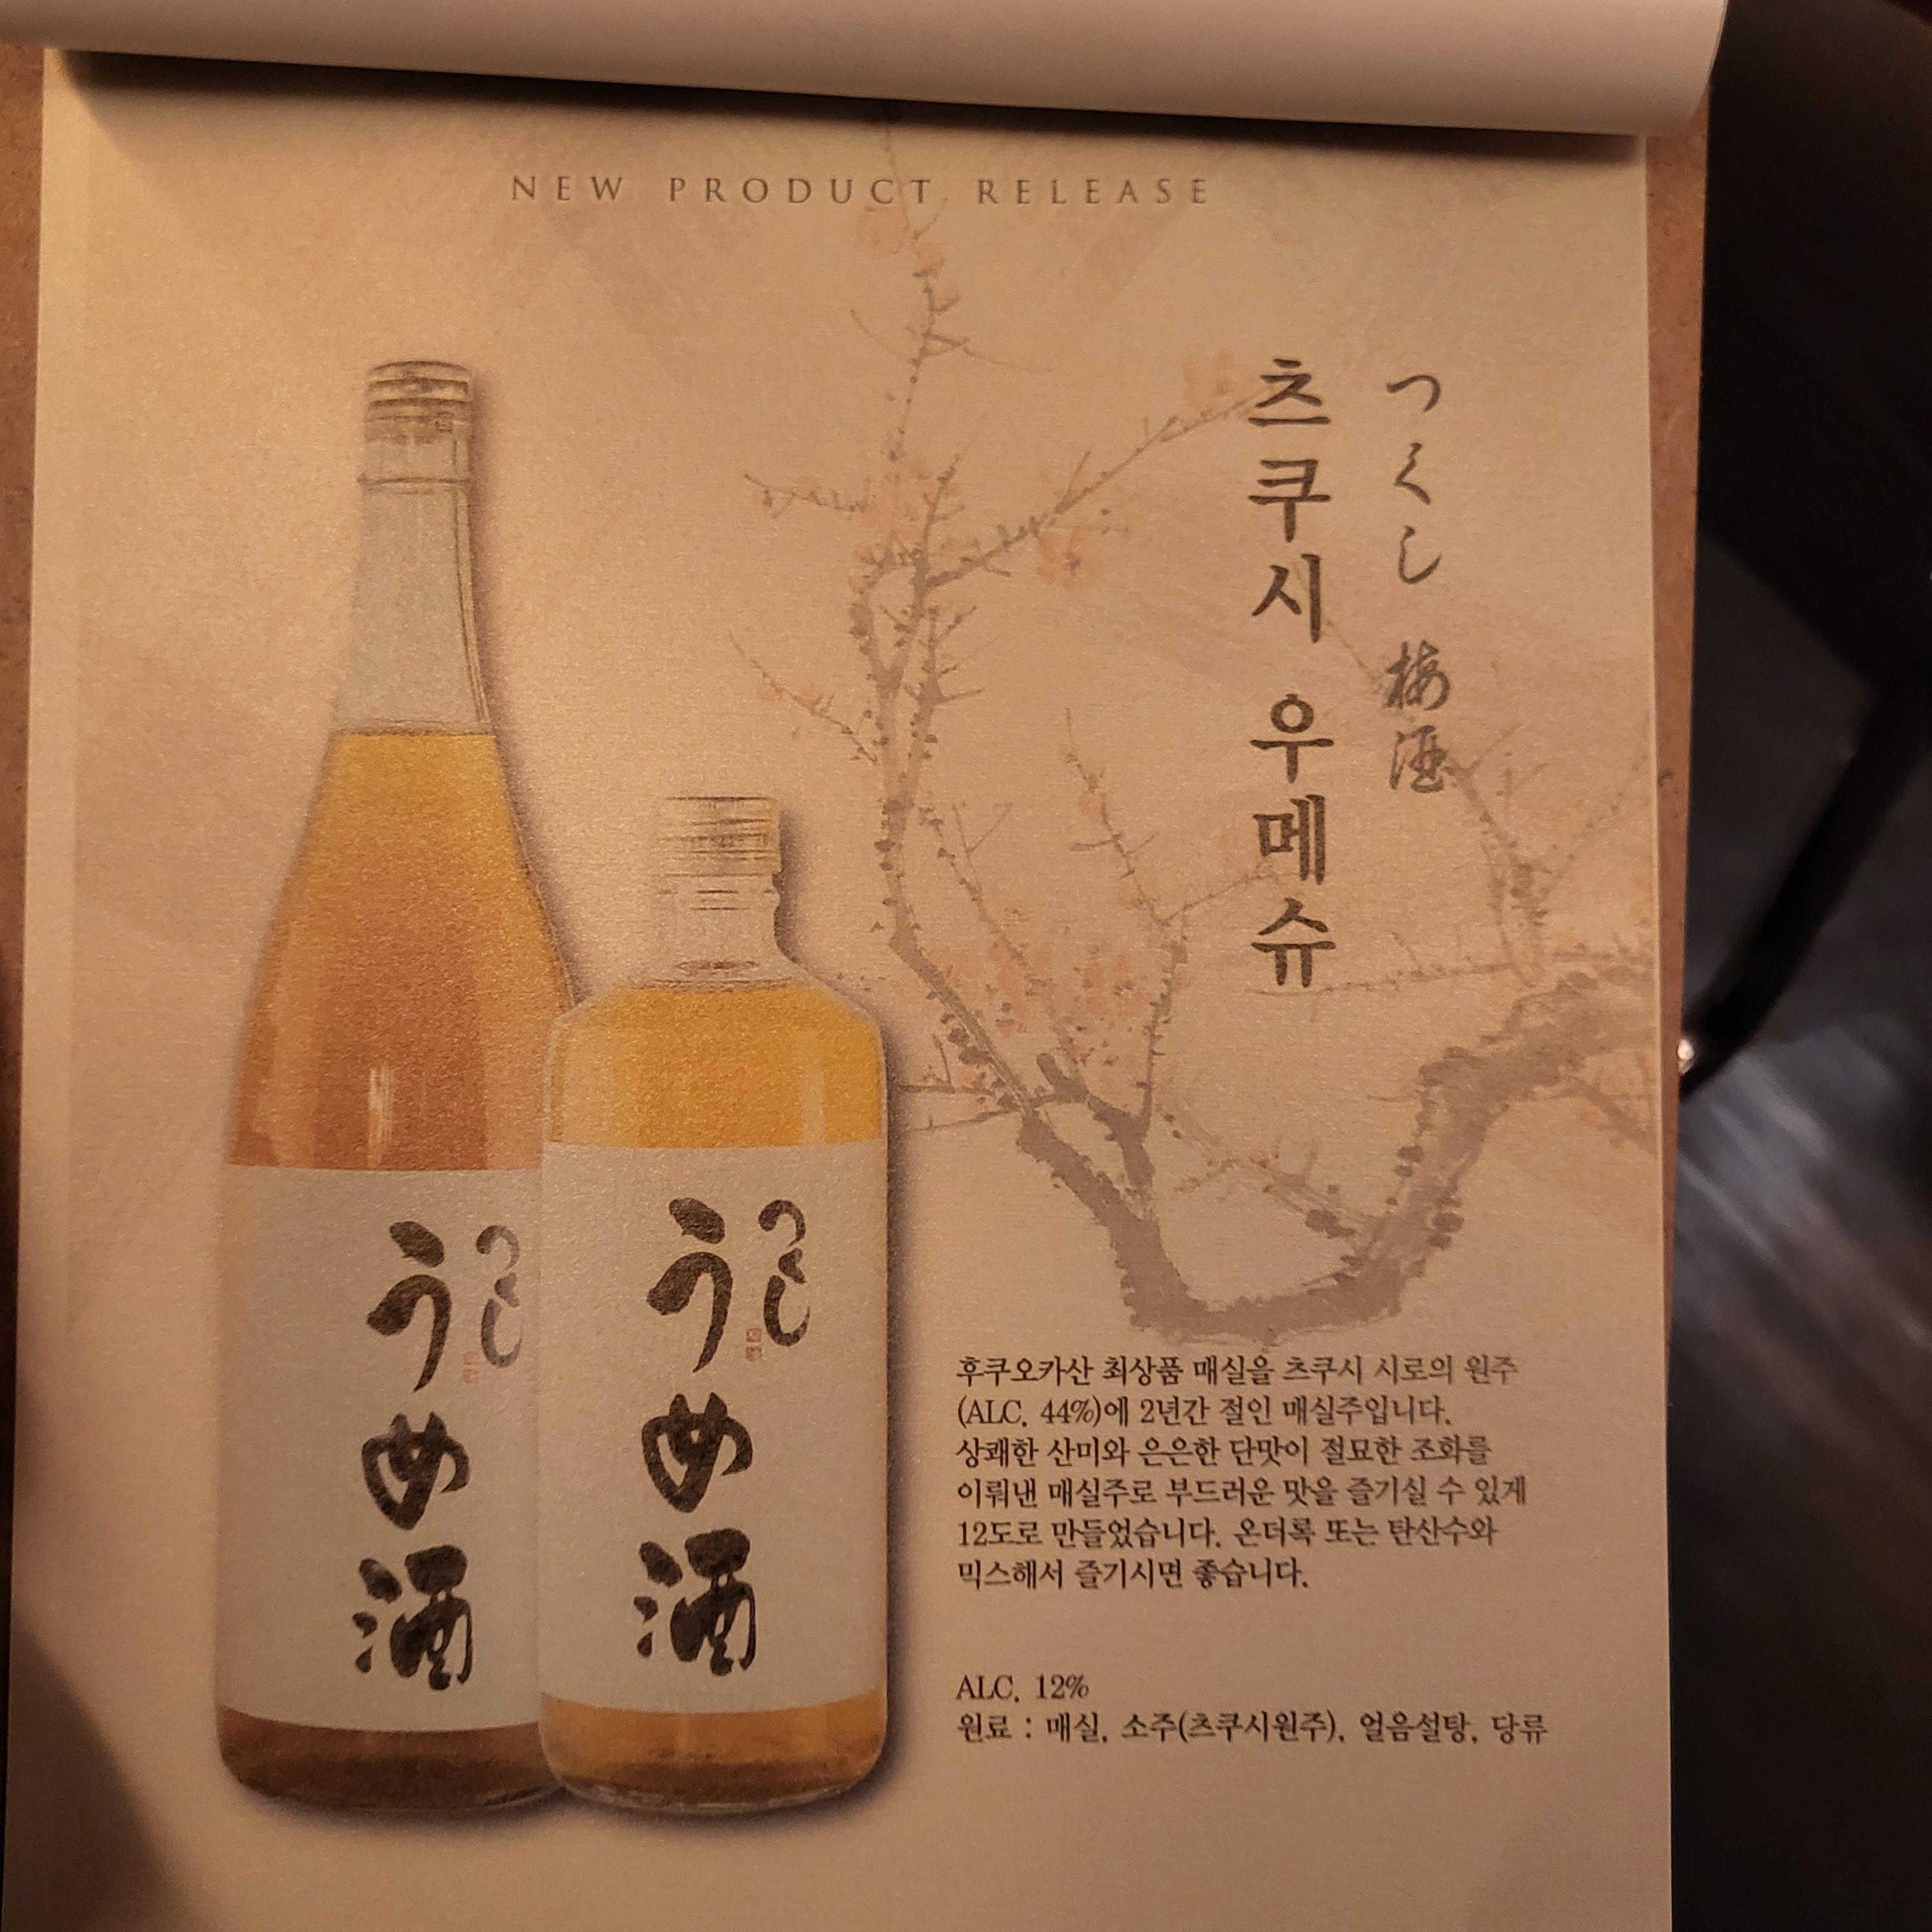 NEW PRODUCT RELEASE
つくし 梅酒
츠쿠시 우메슈
つくし
うめ酒
つくし
うめ酒
후쿠오카산 최상품 매실을 츠쿠시 시로의 원주
(ALC. 44%)에 2년간 절인 매실주입니다.
상쾌한 산미와 은은한 단맛이 절묘한 조화를
이뤄낸 매실주로 부드러운 맛을 즐기실 수 있게
12도로 만들었습니다. 온더록 또는 탄산수와
믹스해서 즐기시면 좋습니다.
ALC. 12%
원료 : 매실, 소주(츠쿠시원주), 얼음설탕, 당류